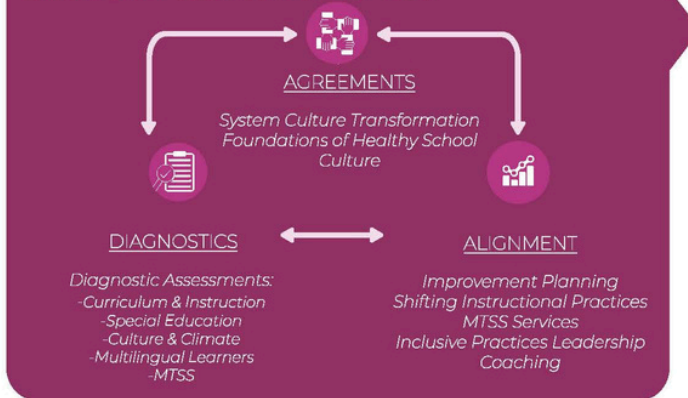 AGREEMENTS
System Culture Transformation
Foundations of Healthy School
Culture
DIAGNOSTICS
Diagnostic Assessments:
-Curriculum & Instruction
-Special Education
-Culture & Climate
-Multilingual Learners
-MTSS
ALIGNMENT
Improvement Planning
Shifting Instructional Practices
MTSS Services
Inclusive Practices Leadership
Coaching